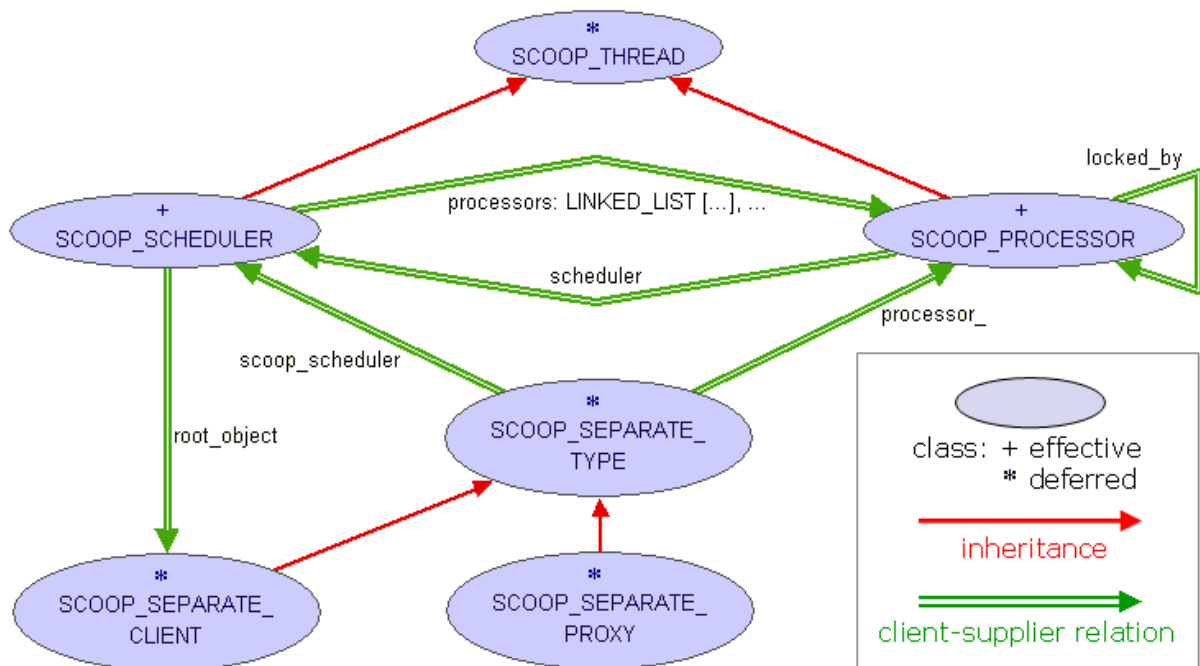 *
SCOOP_THREAD
locked_by
processors: LINKED_LIST [...], ...
+
SCOOP_SCHEDULER
+
SCOOP_PROCESSOR
scheduler
processor_
scoop_scheduler
*
SCOOP_SEPARATE_
TYPE
root_object
*
SCOOP_SEPARATE_
CLIENT
*
SCOOP_SEPARATE_
PROXY
class: + effective
* deferred
inheritance
client-supplier relation